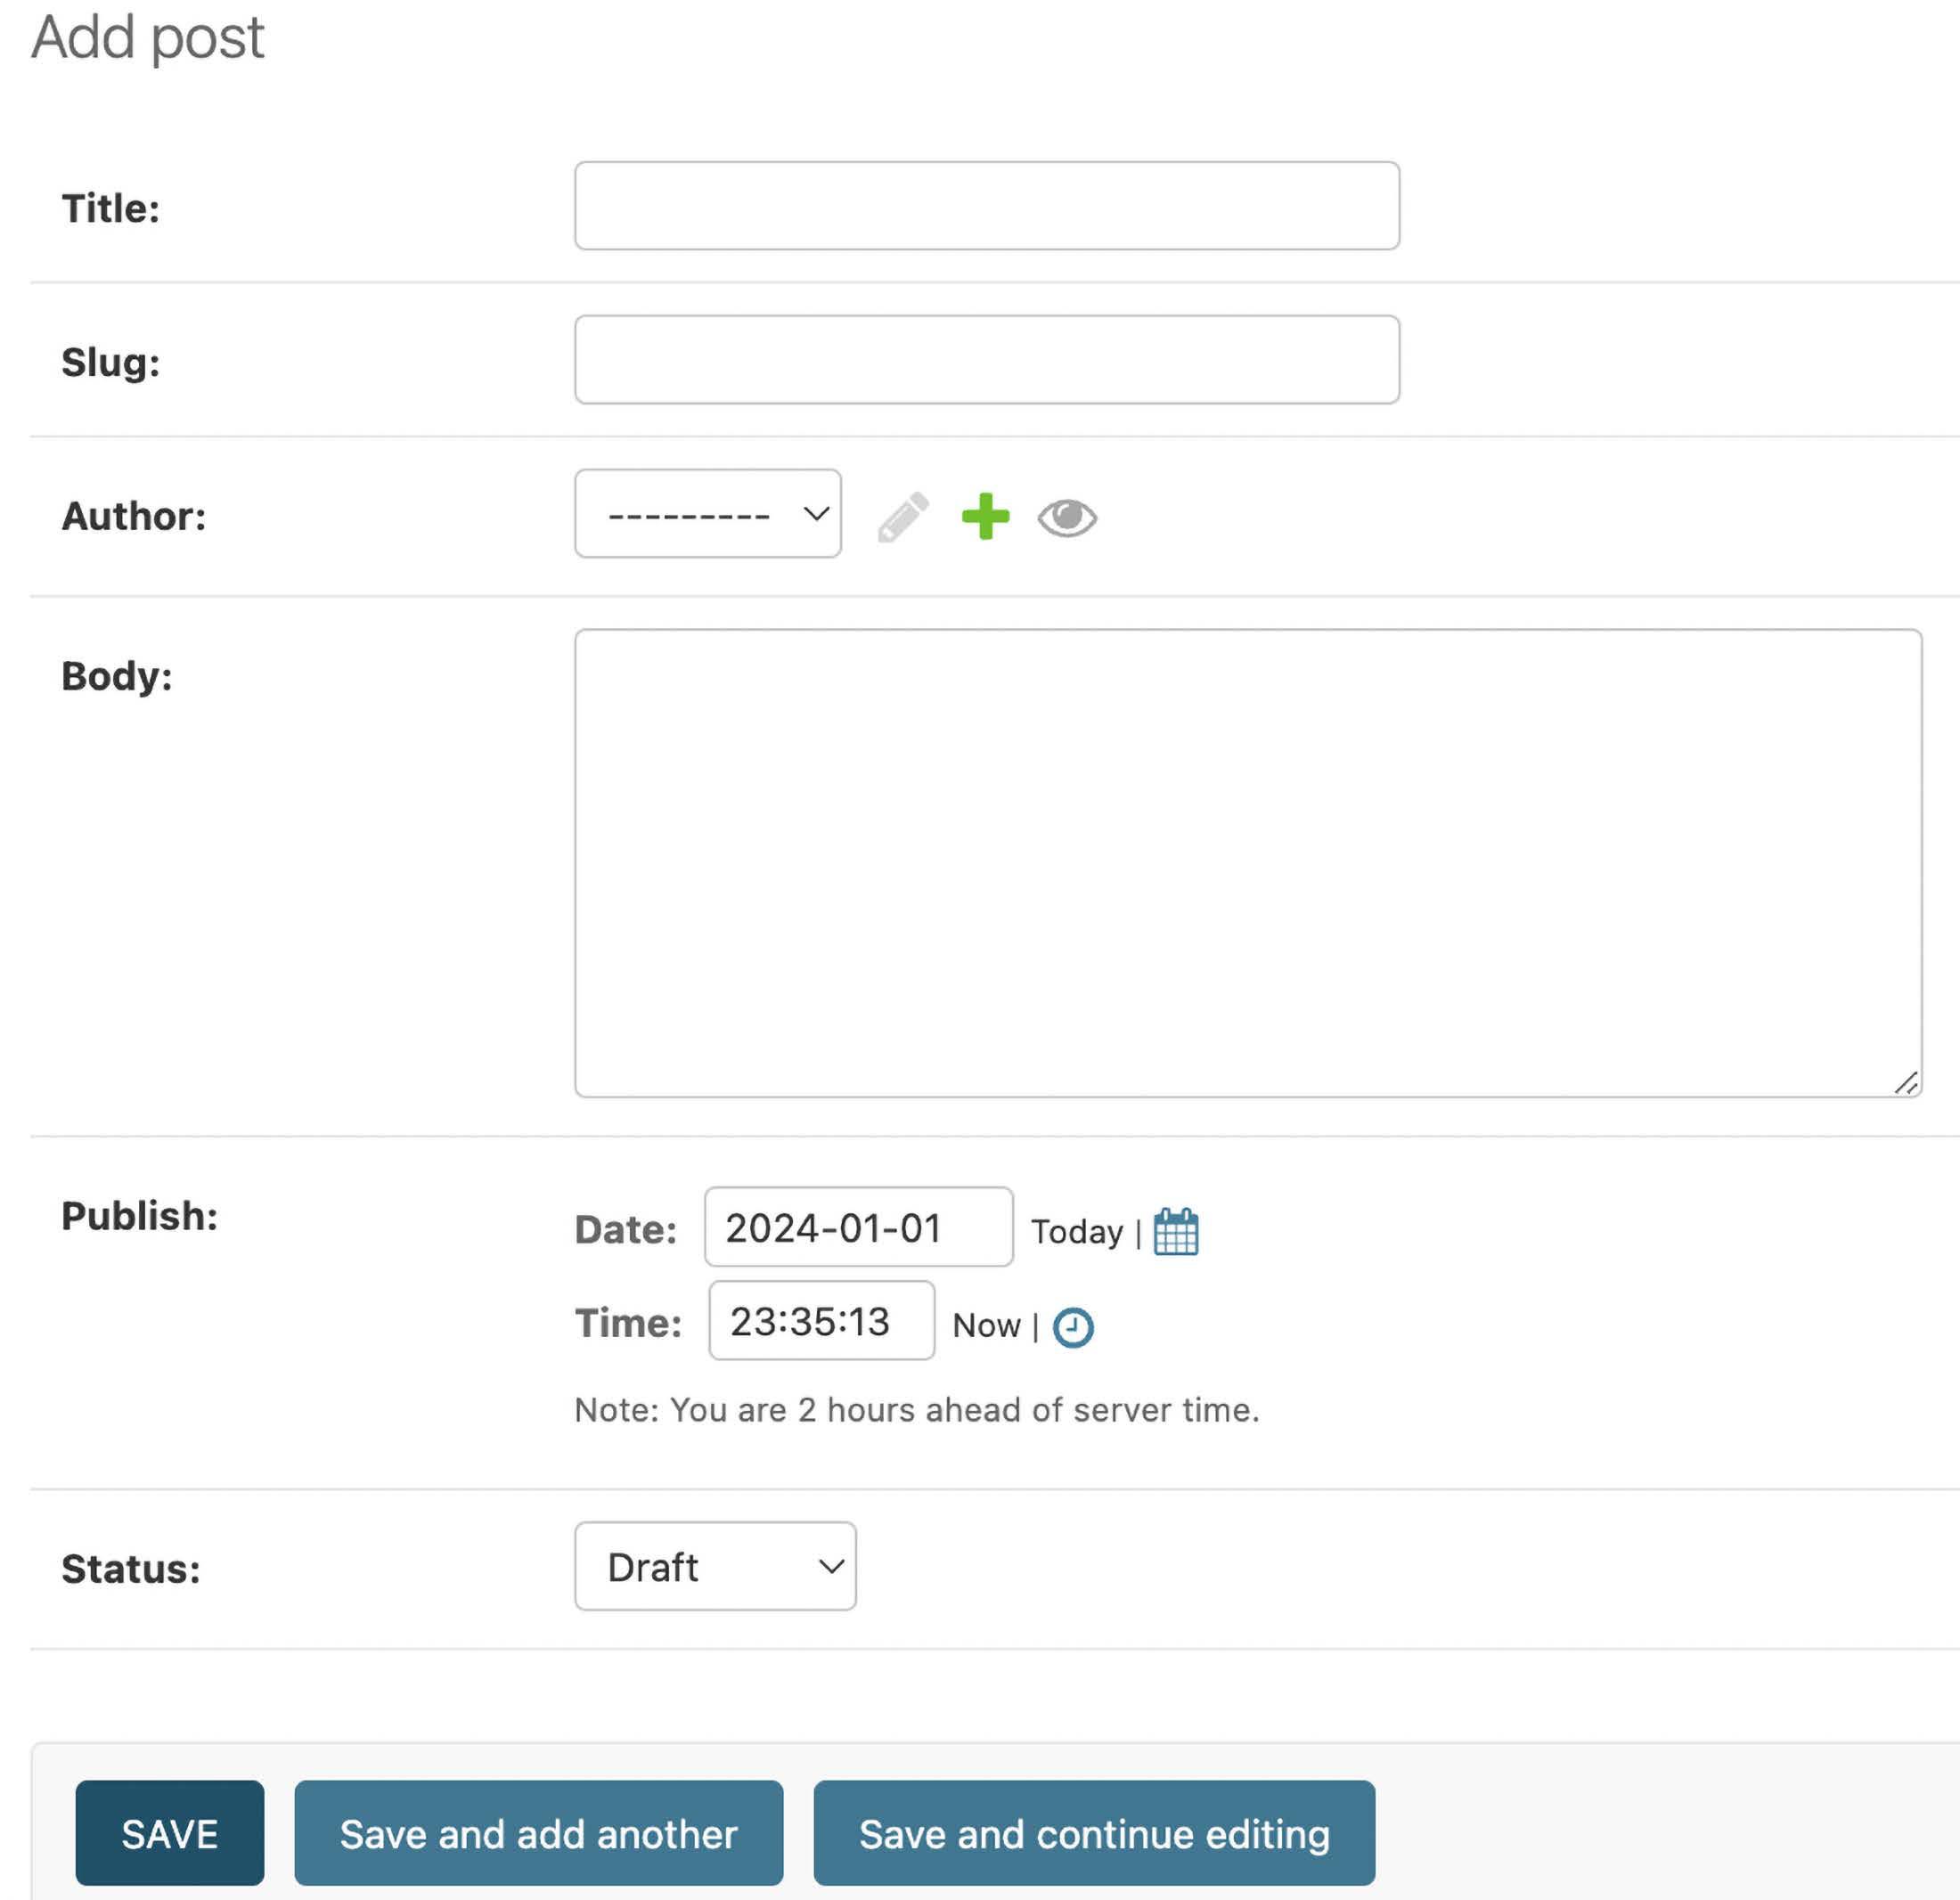 Add post
Title:
Slug:
Author: ---------
Body:
Publish:
Date: 2024-01-01 Today |
Time: 23:35:13 Now |
Note: You are 2 hours ahead of server time.
Status: Draft
SAVE Save and add another Save and continue editing